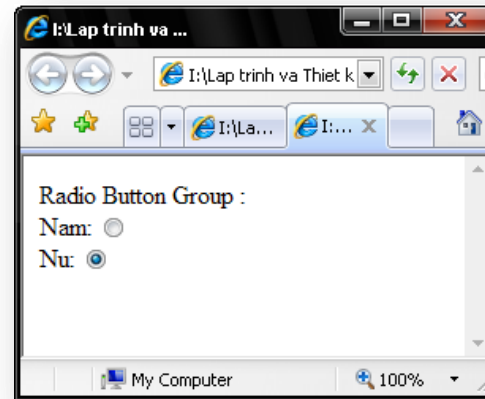 I:\Lap trinh va ...
I:\Lap trinh va Thiet k
I:\La... I:... X
Radio Button Group :
Nam:
Nu:
My Computer 100%